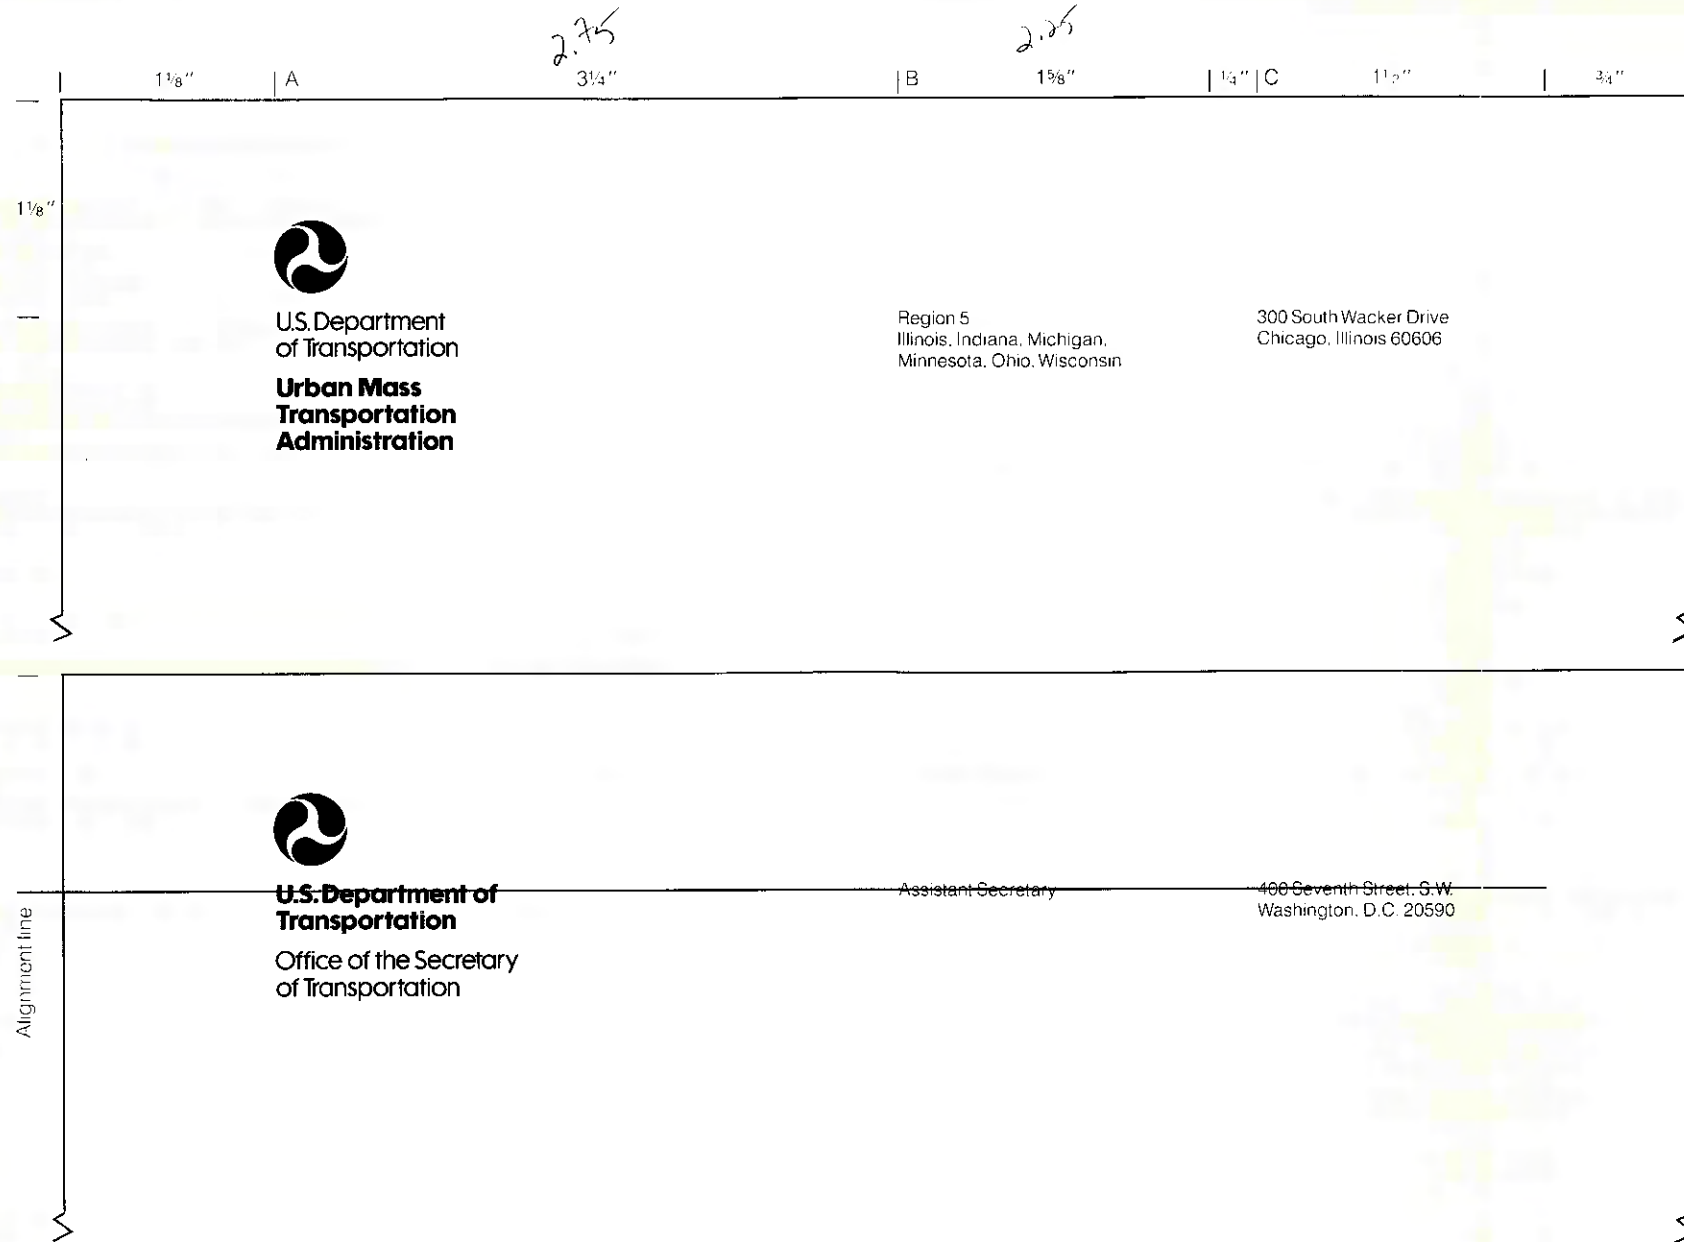 2.75 2.25
1⅛" A 3¼" B 1⅝" ¼" C 1½" ¾"
1⅛"
U.S. Department
of Transportation
Urban Mass
Transportation
Administration
Region 5
Illinois, Indiana, Michigan,
Minnesota, Ohio, Wisconsin
300 South Wacker Drive
Chicago, Illinois 60606
Alignment line
U.S. Department of
Transportation
Office of the Secretary
of Transportation
Assistant Secretary
400 Seventh Street, S.W.
Washington, D.C. 20590